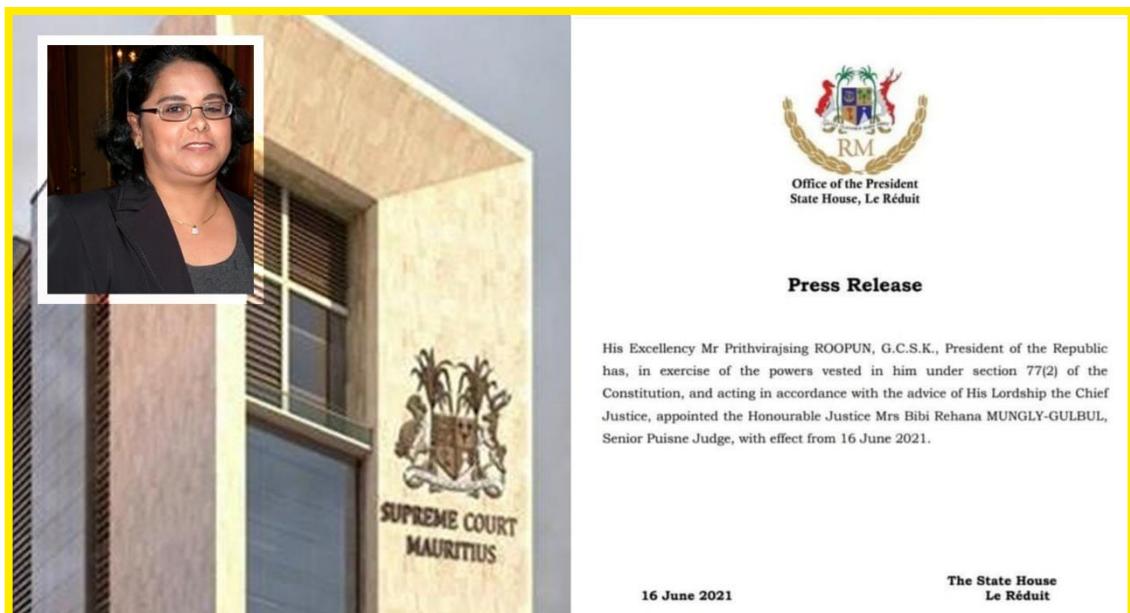 SUPREME COURT
MAURITIUS
RM
Office of the President
State House, Le Réduit
Press Release
His Excellency Mr Prithvirajsing ROOPUN, G.C.S.K., President of the Republic
has, in exercise of the powers vested in him under section 77(2) of the
Constitution, and acting in accordance with the advice of His Lordship the Chief
Justice, appointed the Honourable Justice Mrs Bibi Rehana MUNGLY-GULBUL,
Senior Puisne Judge, with effect from 16 June 2021.
16 June 2021
The State House
Le Réduit